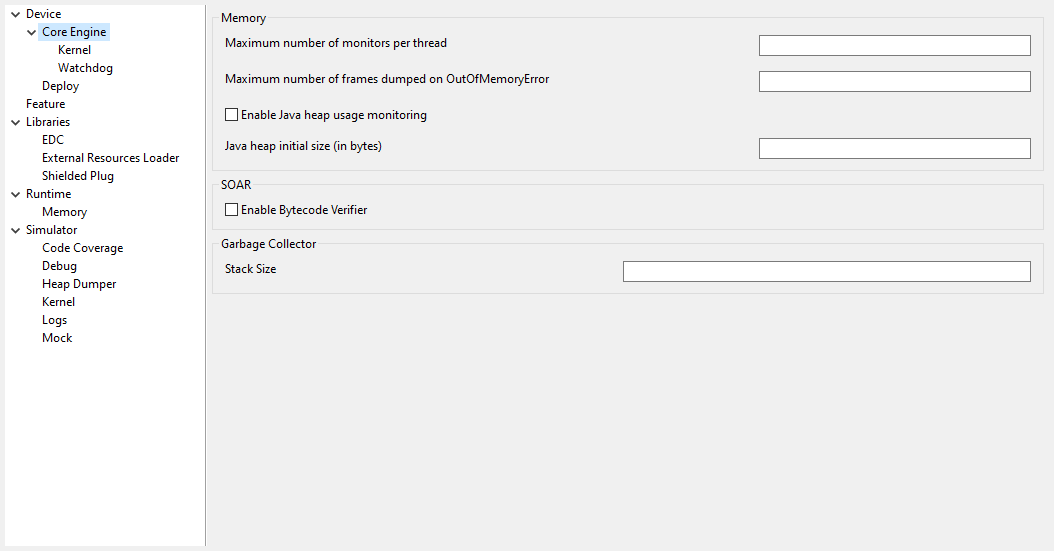 Device
Core Engine
Kernel
Watchdog
Deploy
Feature
Libraries
EDC
External Resources Loader
Shielded Plug
Runtime
Memory
Simulator
Code Coverage
Debug
Heap Dumper
Kernel
Logs
Mock
Memory
Maximum number of monitors per thread
Maximum number of frames dumped on OutOfMemoryError
Enable Java heap usage monitoring
Java heap initial size (in bytes)
SOAR
Enable Bytecode Verifier
Garbage Collector
Stack Size